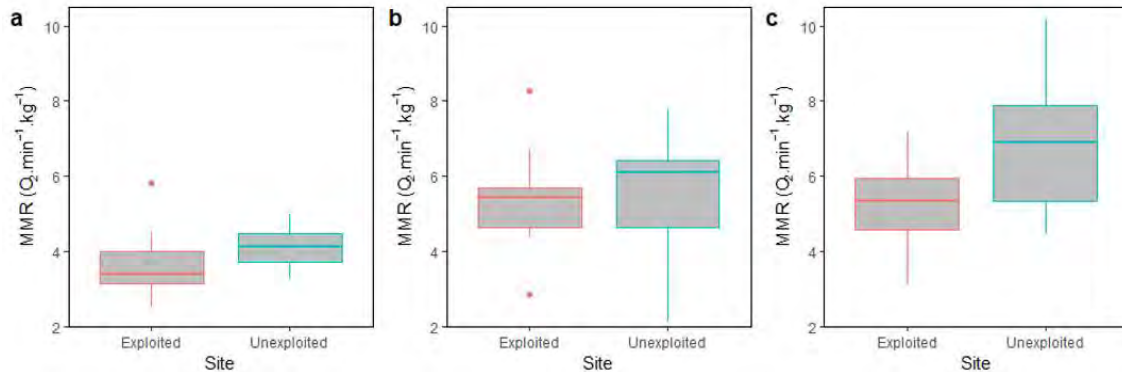 a
MMR (O₂.min⁻¹.kg⁻¹)
10
8
6
4
2
Exploited
Unexploited
Site
b
MMR (O₂.min⁻¹.kg⁻¹)
10
8
6
4
2
Exploited
Unexploited
Site
c
MMR (O₂.min⁻¹.kg⁻¹)
10
8
6
4
2
Exploited
Unexploited
Site